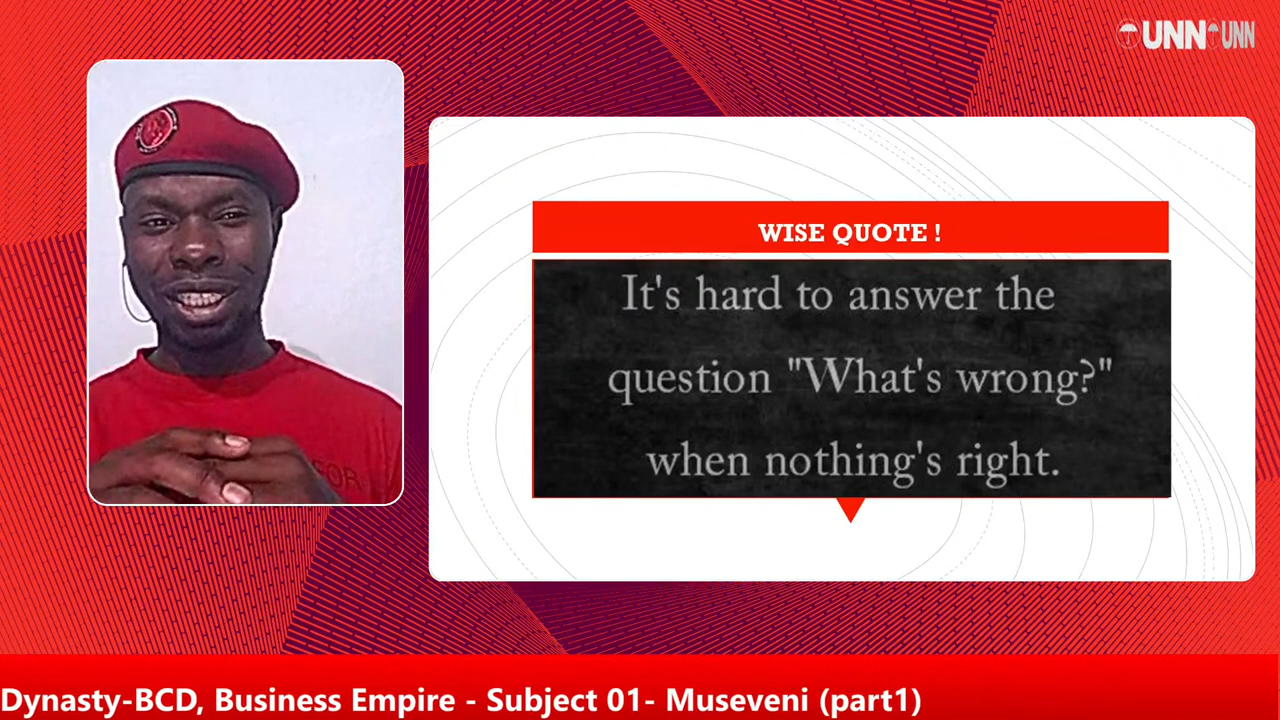 UNN UNN
WISE QUOTE !
It's hard to answer the
question "What's wrong?"
when nothing's right.
FOR
Dynasty-BCD, Business Empire - Subject 01- Museveni (part1)